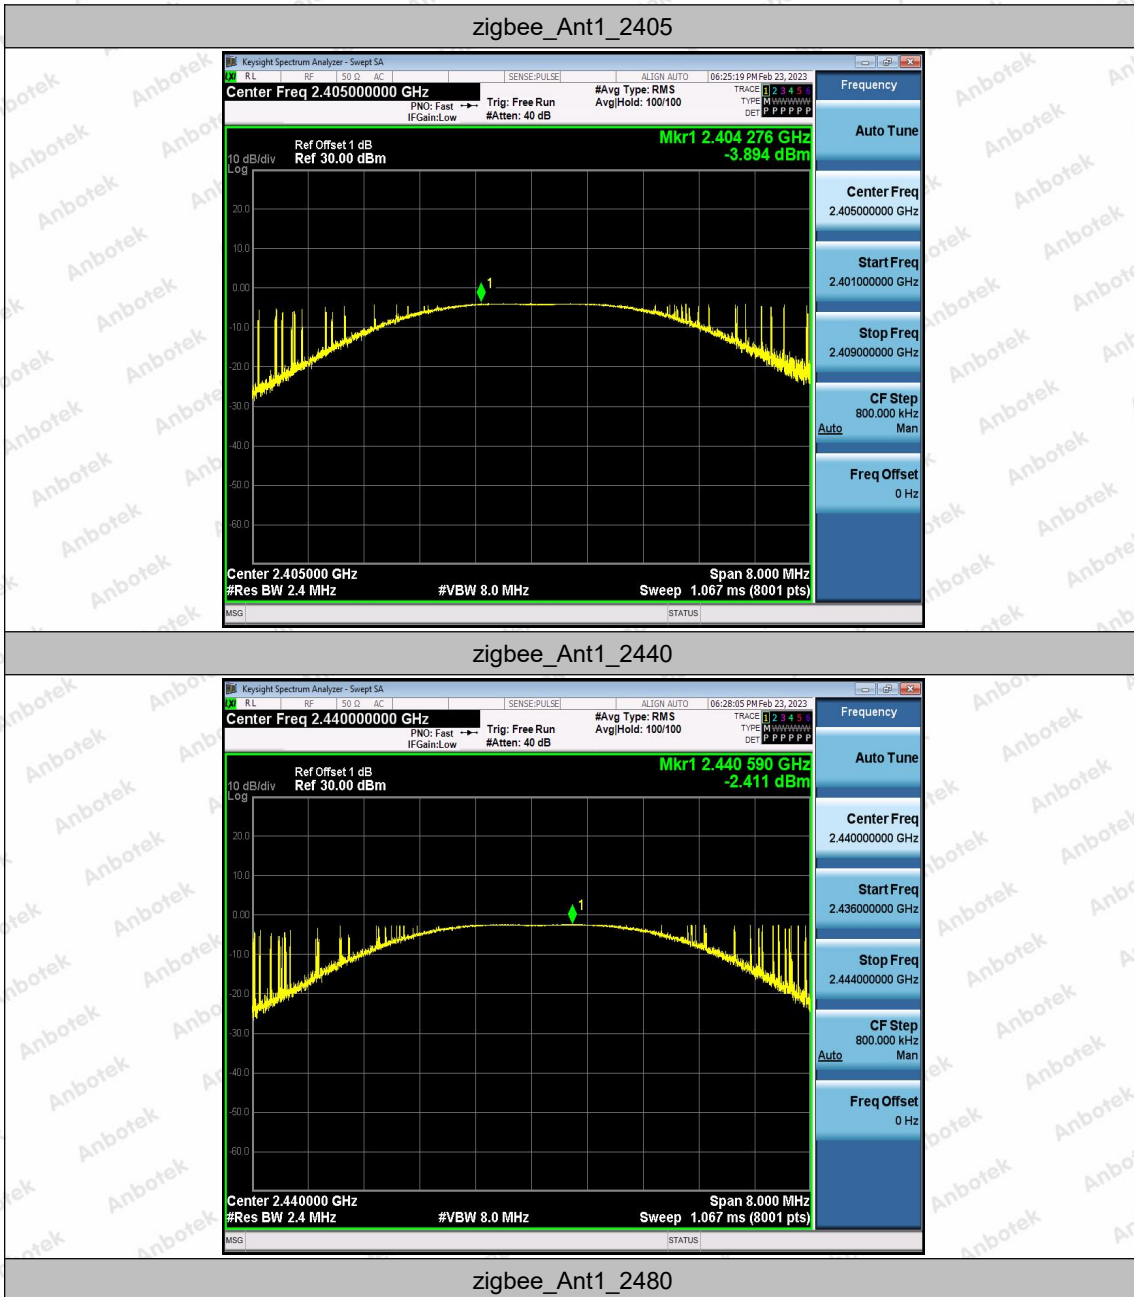 zigbee_Ant1_2405
Keysight Spectrum Analyzer - Swept SA
LXI RL RF 50 Ω AC SENSE:PULSE ALIGN AUTO 06:25:19 PM Feb 23, 2023
Center Freq 2.405000000 GHz
PNO: Fast
IFGain:Low
Trig: Free Run
#Atten: 40 dB
#Avg Type: RMS
Avg|Hold: 100/100
TRACE 1 2 3 4 5 6
TYPE M W W W W W
DET P P P P P P
Mkr1 2.404 276 GHz
-3.894 dBm
Ref Offset 1 dB
10 dB/div Ref 30.00 dBm
Log
20.0
10.0
0.00
-10.0
-20.0
-30.0
-40.0
-50.0
-60.0
1
Center 2.405000 GHz Span 8.000 MHz
#Res BW 2.4 MHz #VBW 8.0 MHz Sweep 1.067 ms (8001 pts)
MSG STATUS
Frequency
Auto Tune
Center Freq
2.405000000 GHz
Start Freq
2.401000000 GHz
Stop Freq
2.409000000 GHz
CF Step
800.000 kHz
Auto Man
Freq Offset
0 Hz
zigbee_Ant1_2440
Keysight Spectrum Analyzer - Swept SA
LXI RL RF 50 Ω AC SENSE:PULSE ALIGN AUTO 06:28:05 PM Feb 23, 2023
Center Freq 2.440000000 GHz
PNO: Fast
IFGain:Low
Trig: Free Run
#Atten: 40 dB
#Avg Type: RMS
Avg|Hold: 100/100
TRACE 1 2 3 4 5 6
TYPE M W W W W W
DET P P P P P P
Mkr1 2.440 590 GHz
-2.411 dBm
Ref Offset 1 dB
10 dB/div Ref 30.00 dBm
Log
20.0
10.0
0.00
-10.0
-20.0
-30.0
-40.0
-50.0
-60.0
1
Center 2.440000 GHz Span 8.000 MHz
#Res BW 2.4 MHz #VBW 8.0 MHz Sweep 1.067 ms (8001 pts)
MSG STATUS
Frequency
Auto Tune
Center Freq
2.440000000 GHz
Start Freq
2.436000000 GHz
Stop Freq
2.444000000 GHz
CF Step
800.000 kHz
Auto Man
Freq Offset
0 Hz
zigbee_Ant1_2480
Anbotek